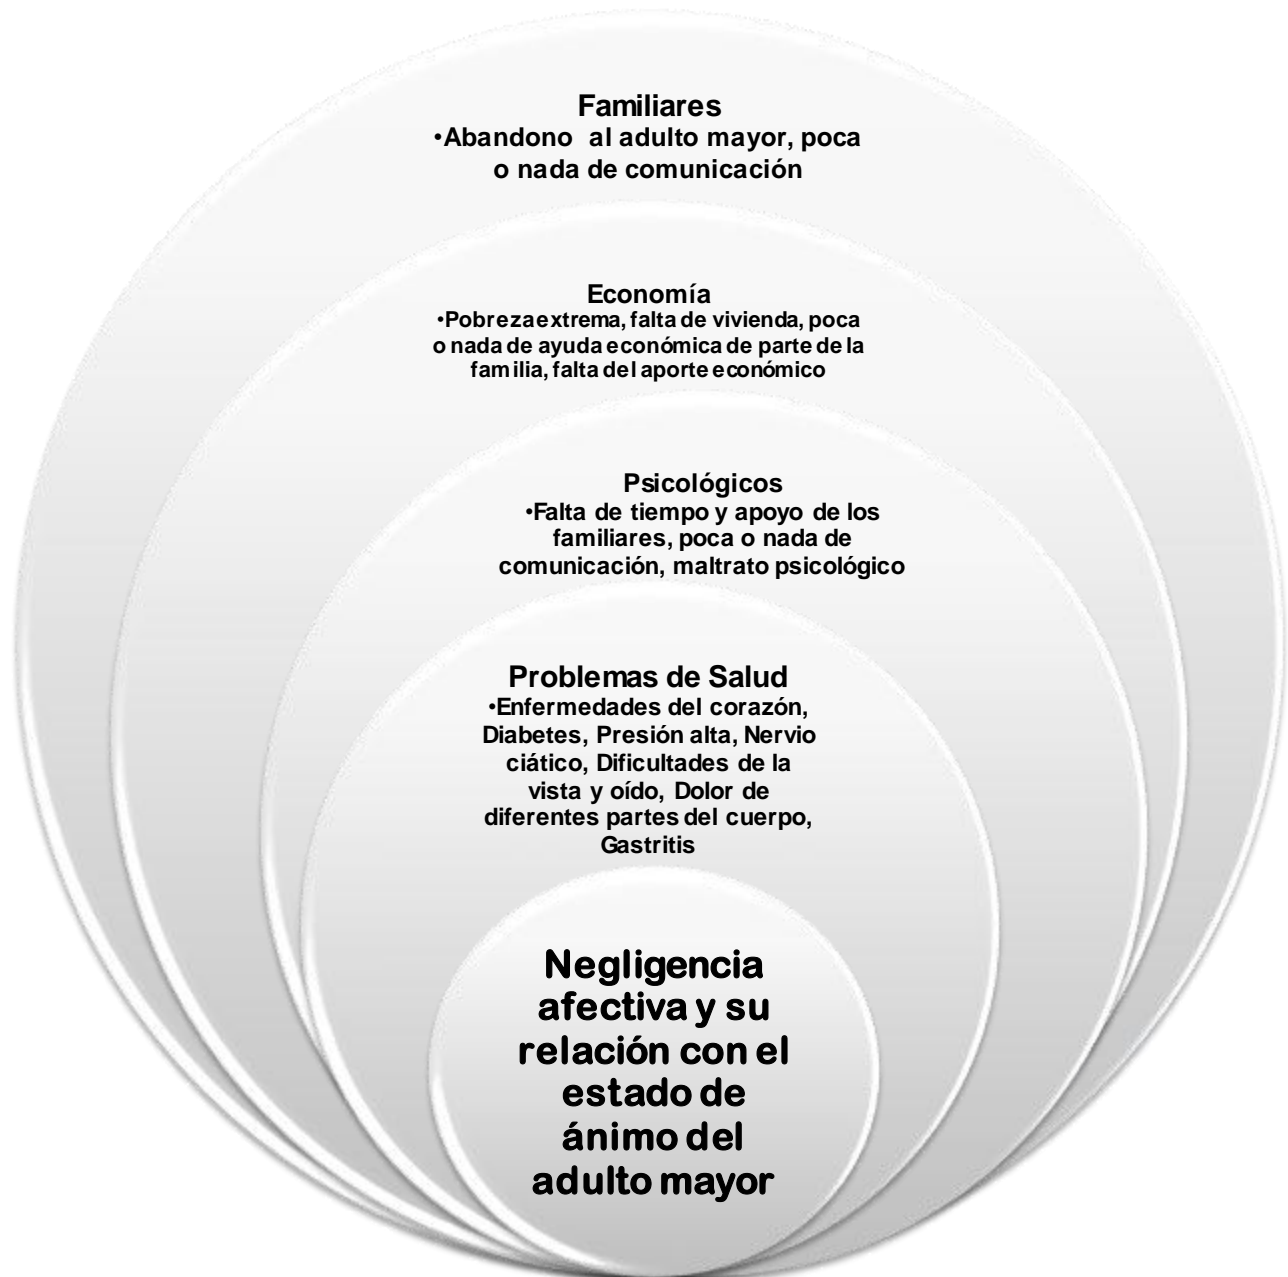 Familiares
•Abandono al adulto mayor, poca
o nada de comunicación
Economía
•Pobreza extrema, falta de vivienda, poca
o nada de ayuda económica de parte de la
familia, falta del aporte económico
Psicológicos
•Falta de tiempo y apoyo de los
familiares, poca o nada de
comunicación, maltrato psicológico
Problemas de Salud
•Enfermedades del corazón,
Diabetes, Presión alta, Nervio
ciático, Dificultades de la
vista y oído, Dolor de
diferentes partes del cuerpo,
Gastritis
Negligencia
afectiva y su
relación con el
estado de
ánimo del
adulto mayor